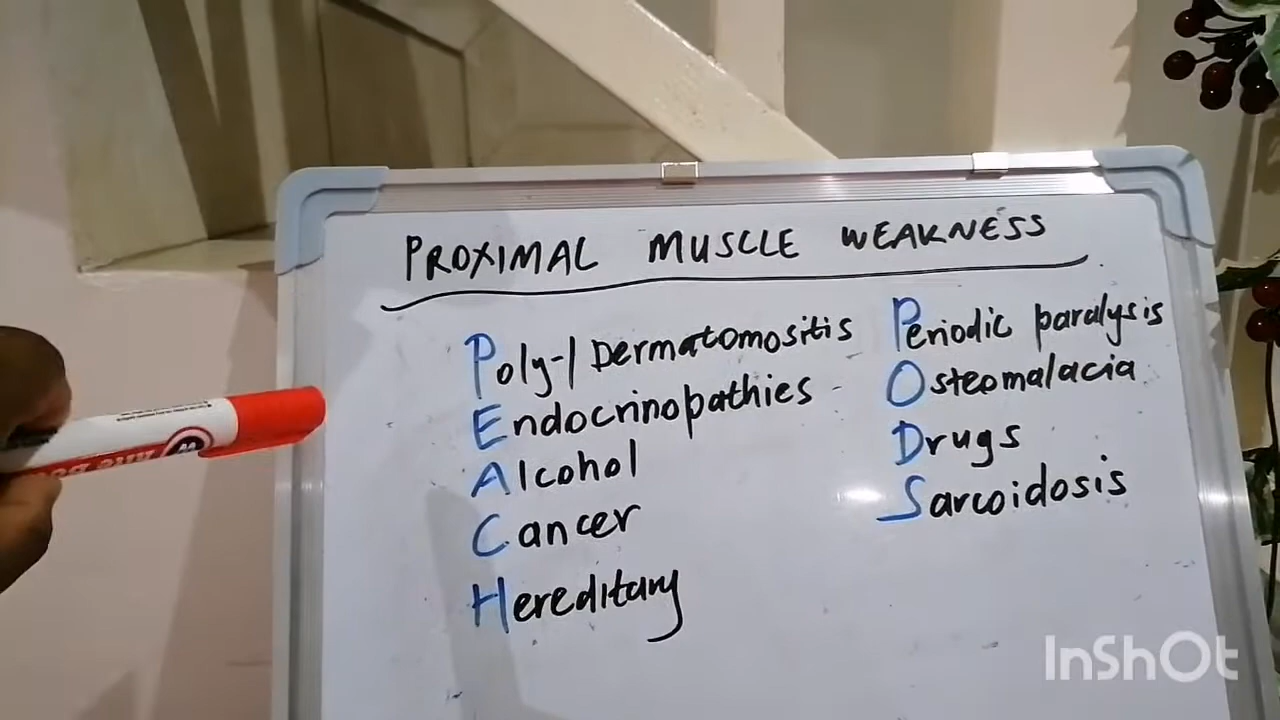 PROXIMAL MUSCLE WEAKNESS
Poly-/ Dermatomositis
Endocrinopathies
Alcohol
Cancer
Hereditary
Periodic paralysis
Osteomalacia
Drugs
Sarcoidosis
InShOt